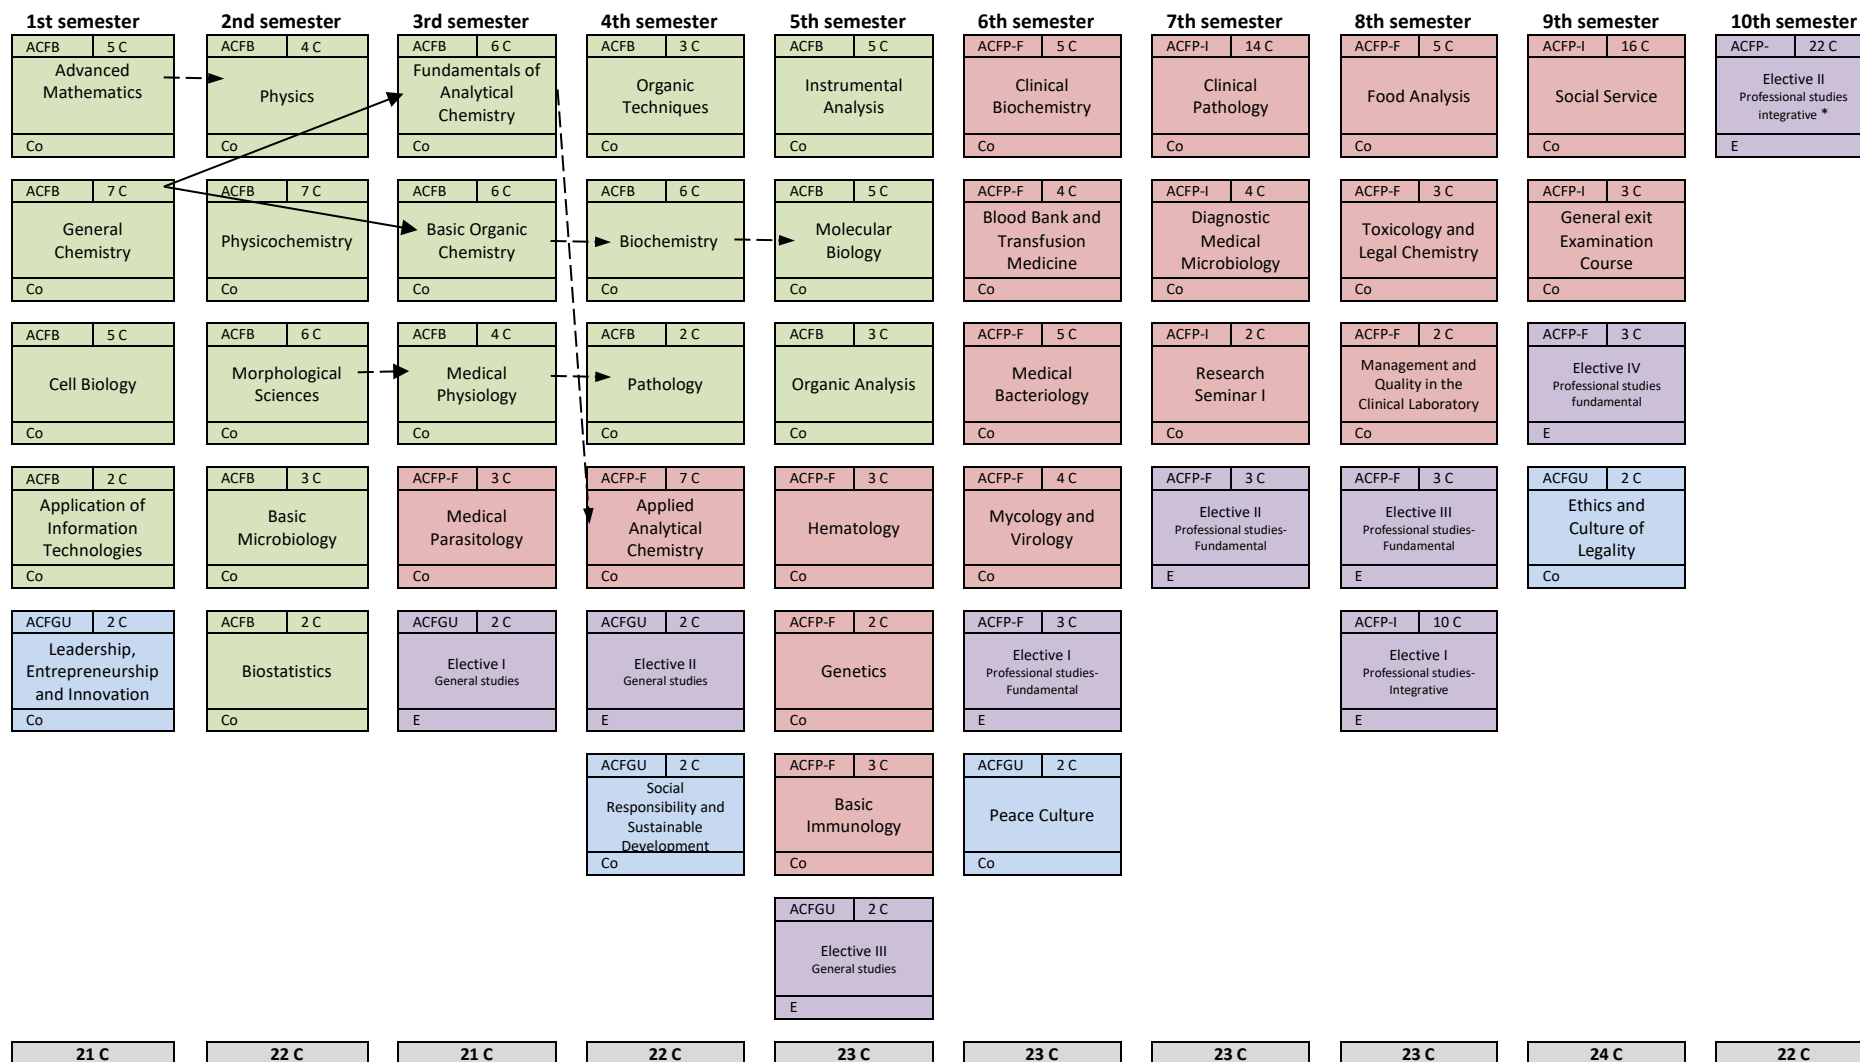 1st semester
ACFB 5 C
Advanced
Mathematics
Co
ACFB 7 C
General
Chemistry
Co
ACFB 5 C
Cell Biology
Co
ACFB 2 C
Application of
Information
Technologies
Co
ACFGU 2 C
Leadership,
Entrepreneurship
and Innovation
Co
21 C
2nd semester
ACFB 4 C
Physics
Co
ACFB 7 C
Physicochemistry
Co
ACFB 6 C
Morphological
Sciences
Co
ACFB 3 C
Basic
Microbiology
Co
ACFB 2 C
Biostatistics
Co
22 C
3rd semester
ACFB 6 C
Fundamentals of
Analytical
Chemistry
Co
ACFB 6 C
Basic Organic
Chemistry
Co
ACFB 4 C
Medical
Physiology
Co
ACFP-F 3 C
Medical
Parasitology
Co
ACFGU 2 C
Elective I
General studies
E
21 C
4th semester
ACFB 3 C
Organic
Techniques
Co
ACFB 6 C
Biochemistry
Co
ACFB 2 C
Pathology
Co
ACFP-F 7 C
Applied
Analytical
Chemistry
Co
ACFGU 2 C
Elective II
General studies
E
ACFGU 2 C
Social
Responsibility and
Sustainable
Development
Co
22 C
5th semester
ACFB 5 C
Instrumental
Analysis
Co
ACFB 5 C
Molecular
Biology
Co
ACFB 3 C
Organic Analysis
Co
ACFP-F 3 C
Hematology
Co
ACFP-F 2 C
Genetics
Co
ACFP-F 3 C
Basic
Immunology
Co
ACFGU 2 C
Elective III
General studies
E
23 C
6th semester
ACFP-F 5 C
Clinical
Biochemistry
Co
ACFP-F 4 C
Blood Bank and
Transfusion
Medicine
Co
ACFP-F 5 C
Medical
Bacteriology
Co
ACFP-F 4 C
Mycology and
Virology
Co
ACFP-F 3 C
Elective I
Professional studies-
Fundamental
E
ACFGU 2 C
Peace Culture
Co
23 C
7th semester
ACFP-I 14 C
Clinical
Pathology
Co
ACFP-I 4 C
Diagnostic
Medical
Microbiology
Co
ACFP-I 2 C
Research
Seminar I
Co
ACFP-F 3 C
Elective II
Professional studies-
Fundamental
E
23 C
8th semester
ACFP-F 5 C
Food Analysis
Co
ACFP-F 3 C
Toxicology and
Legal Chemistry
Co
ACFP-F 2 C
Management and
Quality in the
Clinical Laboratory
Co
ACFP-F 3 C
Elective III
Professional studies-
Fundamental
E
ACFP-I 10 C
Elective I
Professional studies-
Integrative
E
23 C
9th semester
ACFP-I 16 C
Social Service
Co
ACFP-I 3 C
General exit
Examination
Course
Co
ACFP-F 3 C
Elective IV
Professional studies
fundamental
E
ACFGU 2 C
Ethics and
Culture of
Legality
Co
24 C
10th semester
ACFP- 22 C
Elective II
Professional studies
integrative *
E
22 C